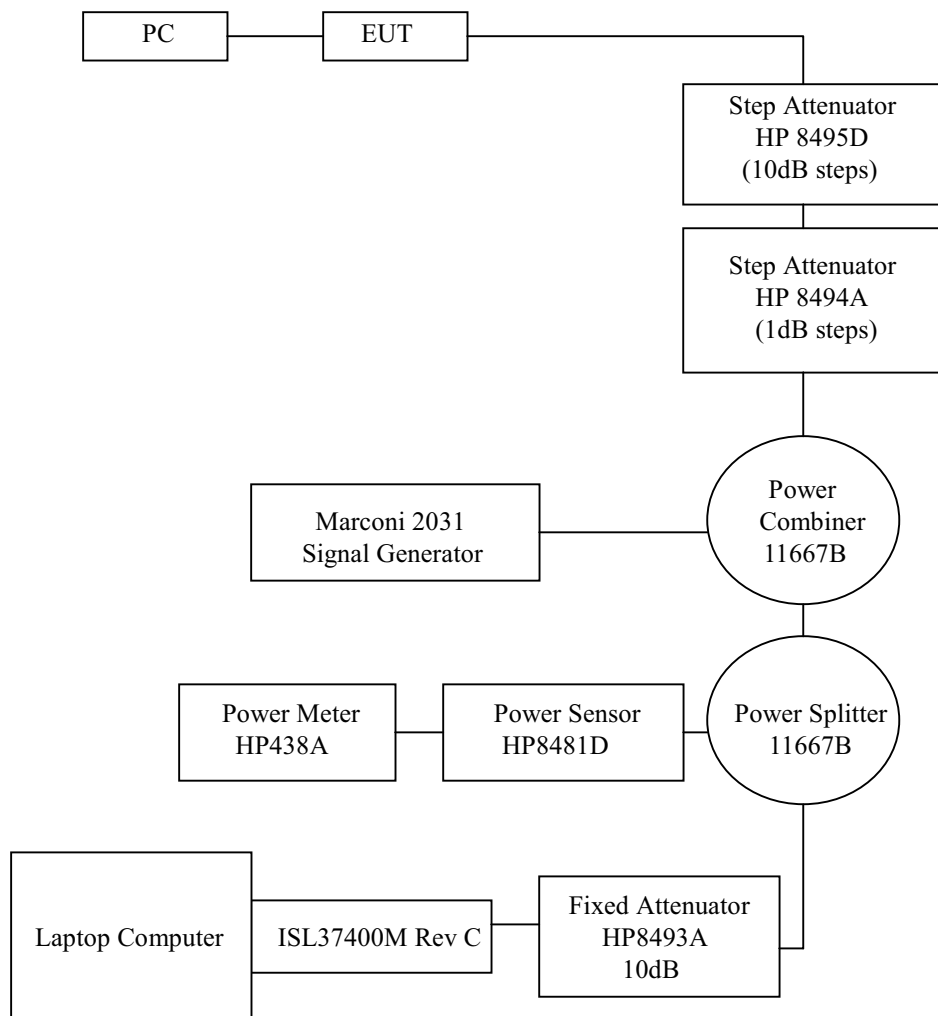 PC
EUT
Step Attenuator
HP 8495D
(10dB steps)
Step Attenuator
HP 8494A
(1dB steps)
Power
Combiner
11667B
Marconi 2031
Signal Generator
Power Meter
HP438A
Power Sensor
HP8481D
Power Splitter
11667B
Laptop Computer
ISL37400M Rev C
Fixed Attenuator
HP8493A
10dB